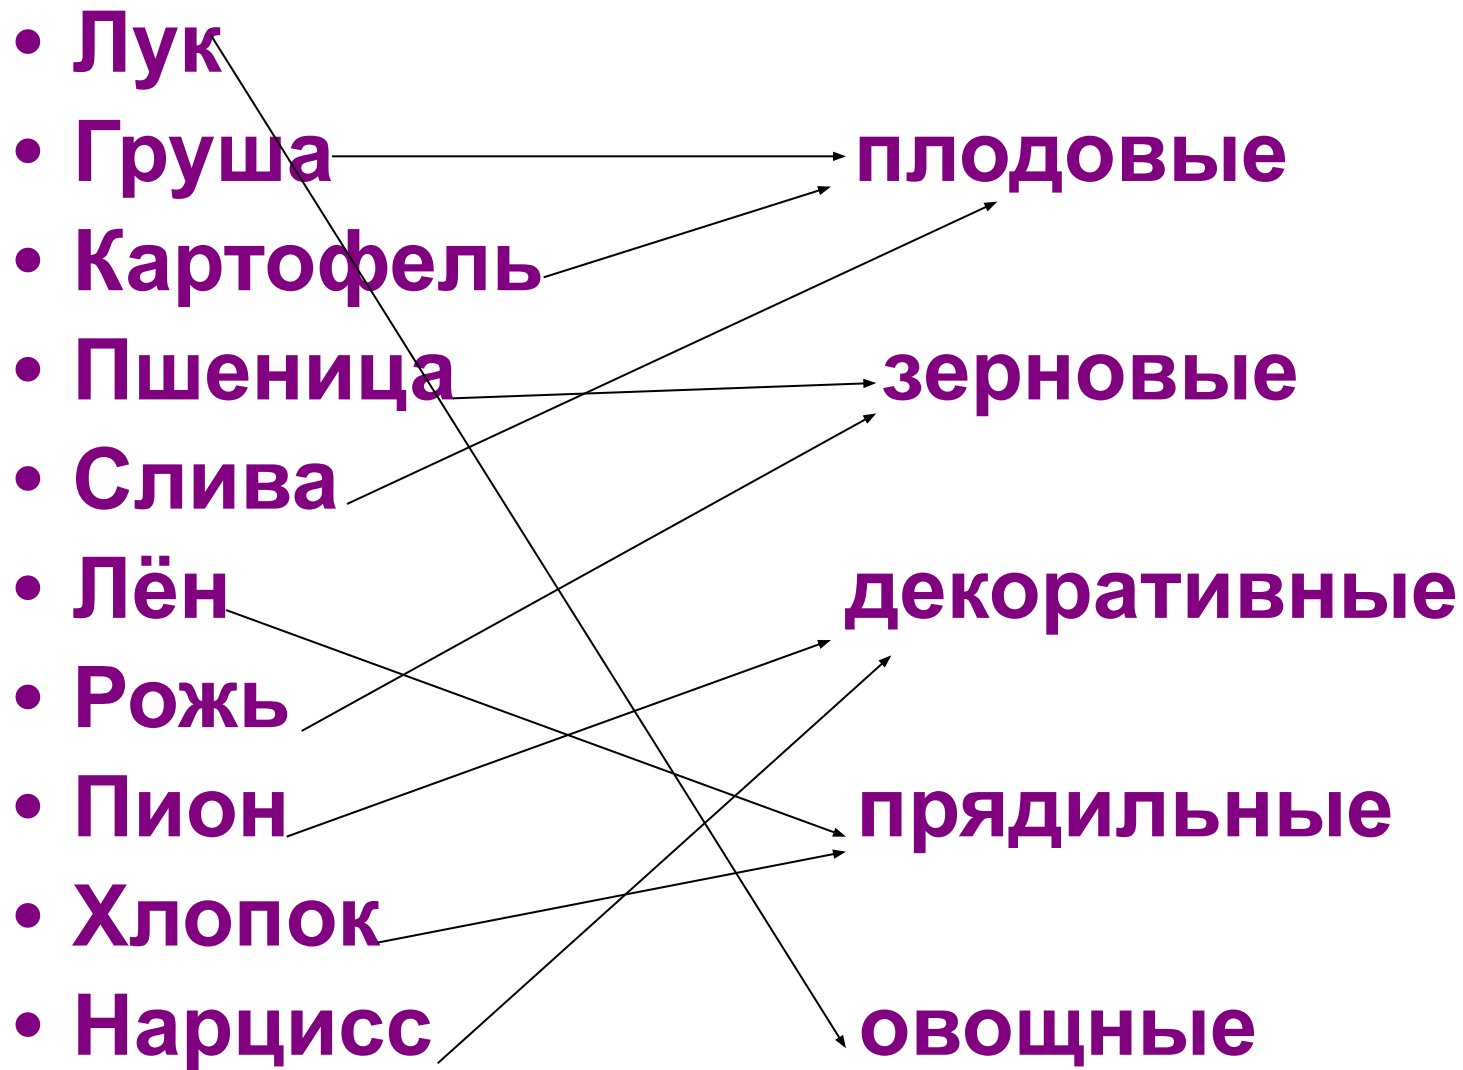 • Лук
• Груша
плодовые
• Картофель
• Пшеница
зерновые
• Слива
• Лён
декоративные
• Рожь
• Пион
прядильные
• Хлопок
• Нарцисс
овощные